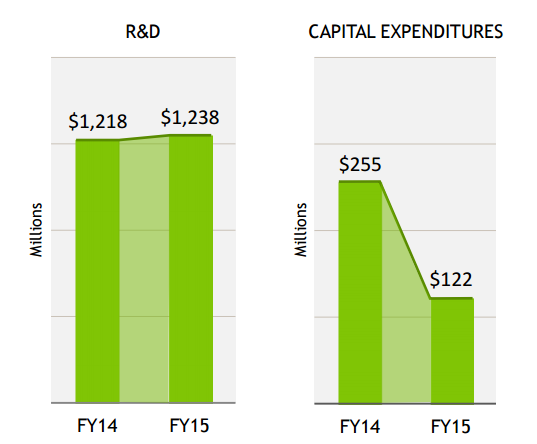 R&D
$1,218
$1,238
Millions
FY14
FY15
CAPITAL EXPENDITURES
$255
$122
Millions
FY14
FY15